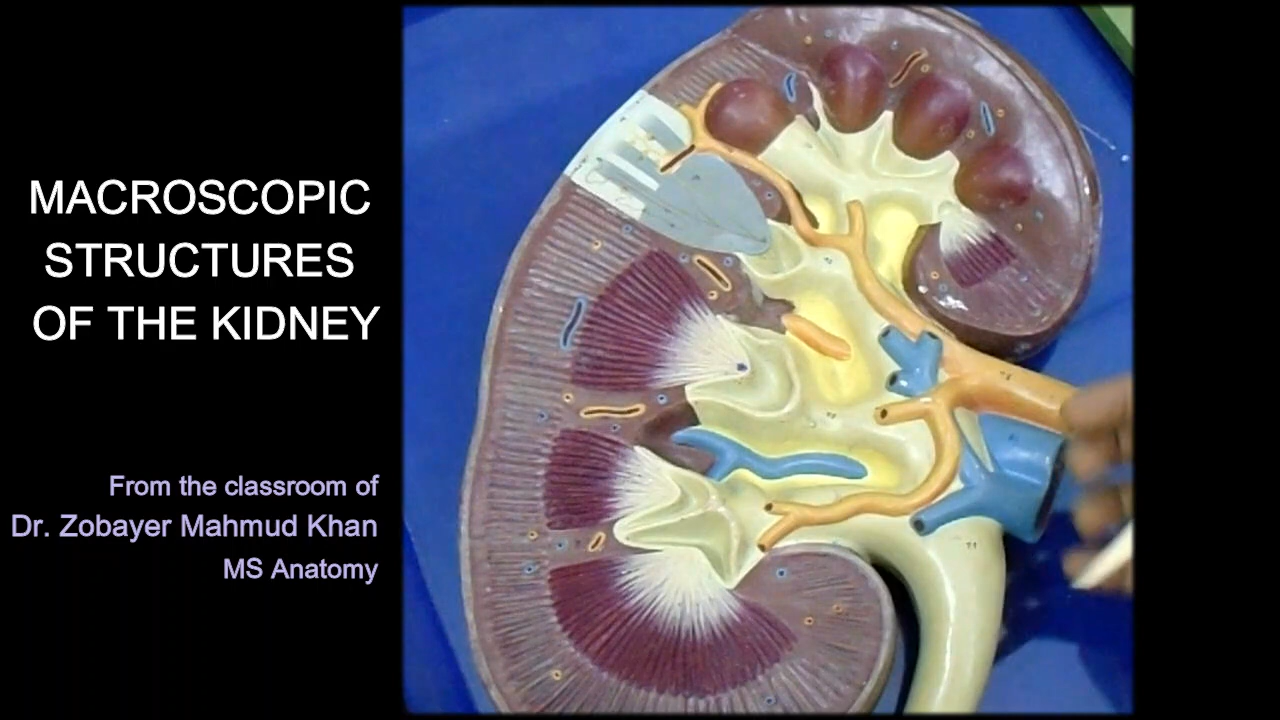 MACROSCOPIC
STRUCTURES
OF THE KIDNEY
From the classroom of
Dr. Zobayer Mahmud Khan
MS Anatomy